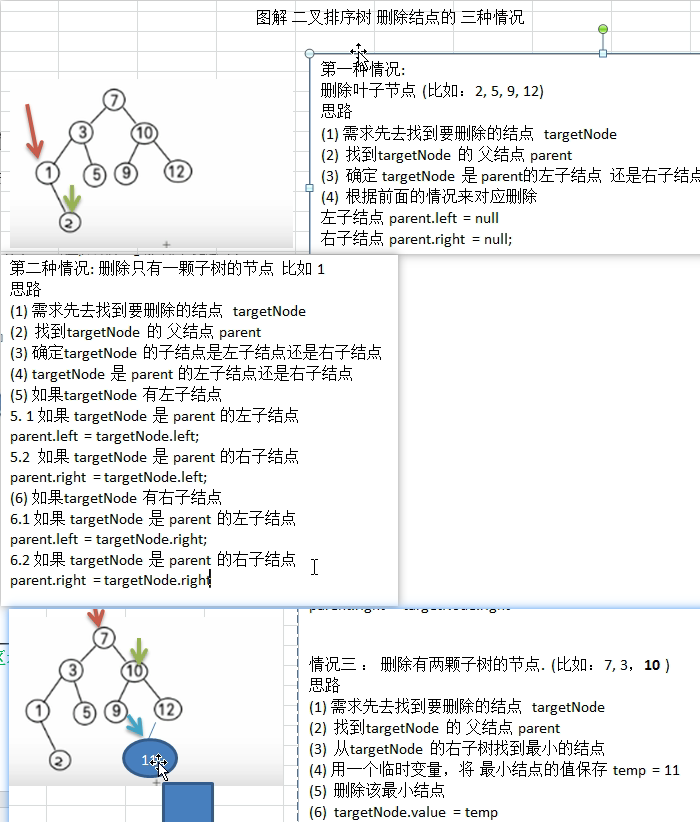 图解 二叉排序树 删除结点的 三种情况
7
3
10
1
5
9
12
2
第一种情况:
删除叶子节点 (比如：2, 5, 9, 12)
思路
(1) 需求先去找到要删除的结点 targetNode
(2) 找到targetNode 的 父结点 parent
(3) 确定 targetNode 是 parent的左子结点 还是右子结点
(4) 根据前面的情况来对应删除
左子结点 parent.left = null
右子结点 parent.right = null;
第二种情况: 删除只有一颗子树的节点 比如 1
思路
(1) 需求先去找到要删除的结点 targetNode
(2) 找到targetNode 的 父结点 parent
(3) 确定targetNode 的子结点是左子结点还是右子结点
(4) targetNode 是 parent 的左子结点还是右子结点
(5) 如果targetNode 有左子结点
5. 1 如果 targetNode 是 parent 的左子结点
parent.left = targetNode.left;
5.2 如果 targetNode 是 parent 的右子结点
parent.right = targetNode.left;
(6) 如果targetNode 有右子结点
6.1 如果 targetNode 是 parent 的左子结点
parent.left = targetNode.right;
6.2 如果 targetNode 是 parent 的右子结点
parent.right = targetNode.right
7
3
10
1
5
9
12
2
情况三 ： 删除有两颗子树的节点. (比如：7, 3，10 )
思路
(1) 需求先去找到要删除的结点 targetNode
(2) 找到targetNode 的 父结点 parent
(3) 从targetNode 的右子树找到最小的结点
(4) 用一个临时变量，将 最小结点的值保存 temp = 11
(5) 删除该最小结点
(6) targetNode.value = temp